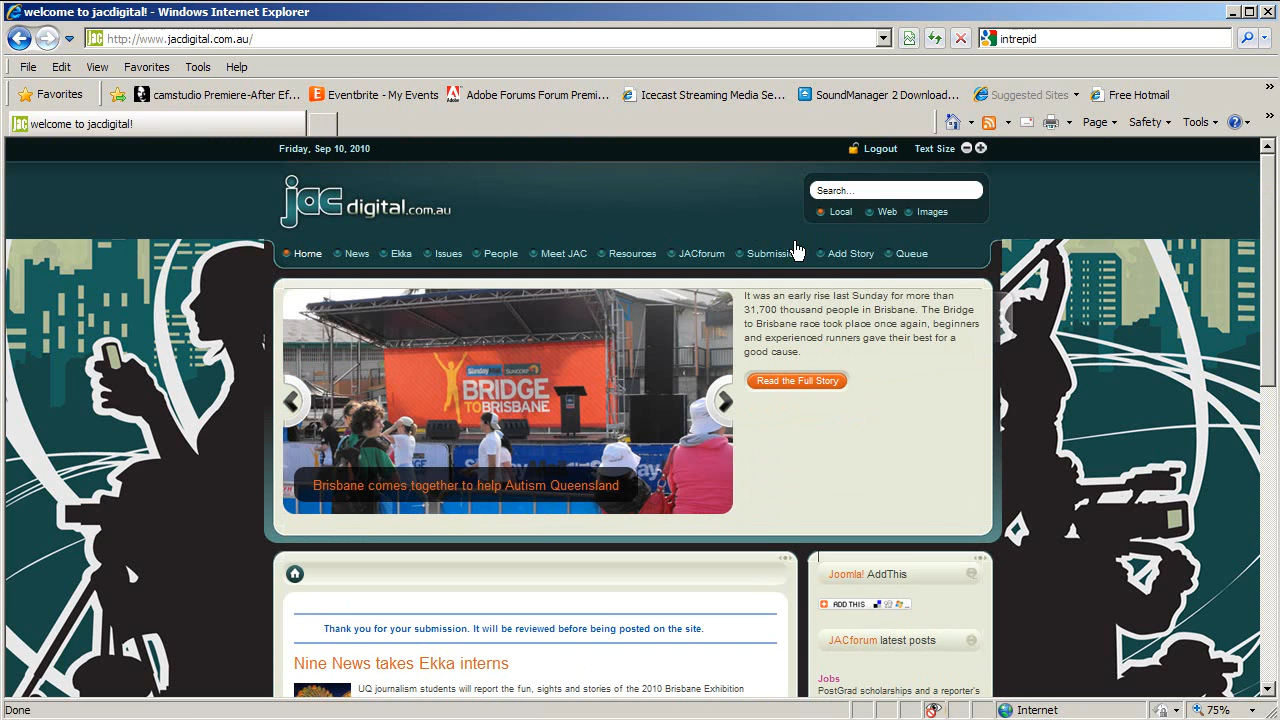 welcome to jacdigital! - Windows Internet Explorer
http://www.jacdigital.com.au/
intrepid
File Edit View Favorites Tools Help
Favorites camstudio Premiere-After Ef... Eventbrite - My Events Adobe Forums Forum Premi... Icecast Streaming Media Se... SoundManager 2 Download... Suggested Sites Free Hotmail
welcome to jacdigital!
Page Safety Tools
Friday, Sep 10, 2010
Logout Text Size
jac digital.com.au
Search...
Local Web Images
Home News Ekka Issues People Meet JAC Resources JACforum Add Story Queue
It was an early rise last Sunday for more than
31,700 thousand people in Brisbane. The Bridge
to Brisbane race took place once again, beginners
and experienced runners gave their best for a
good cause.
Read the Full Story
SundayMail SUNCORP
BRIDGE
TO BRISBANE
Brisbane comes together to help Autism Queensland
Joomla! AddThis
ADD THIS
Thank you for your submission. It will be reviewed before being posted on the site.
JACforum latest posts
Nine News takes Ekka interns
UQ journalism students will report the fun, sights and stories of the 2010 Brisbane Exhibition
Jobs
PostGrad scholarships and a reporter's
Done
Internet
75%